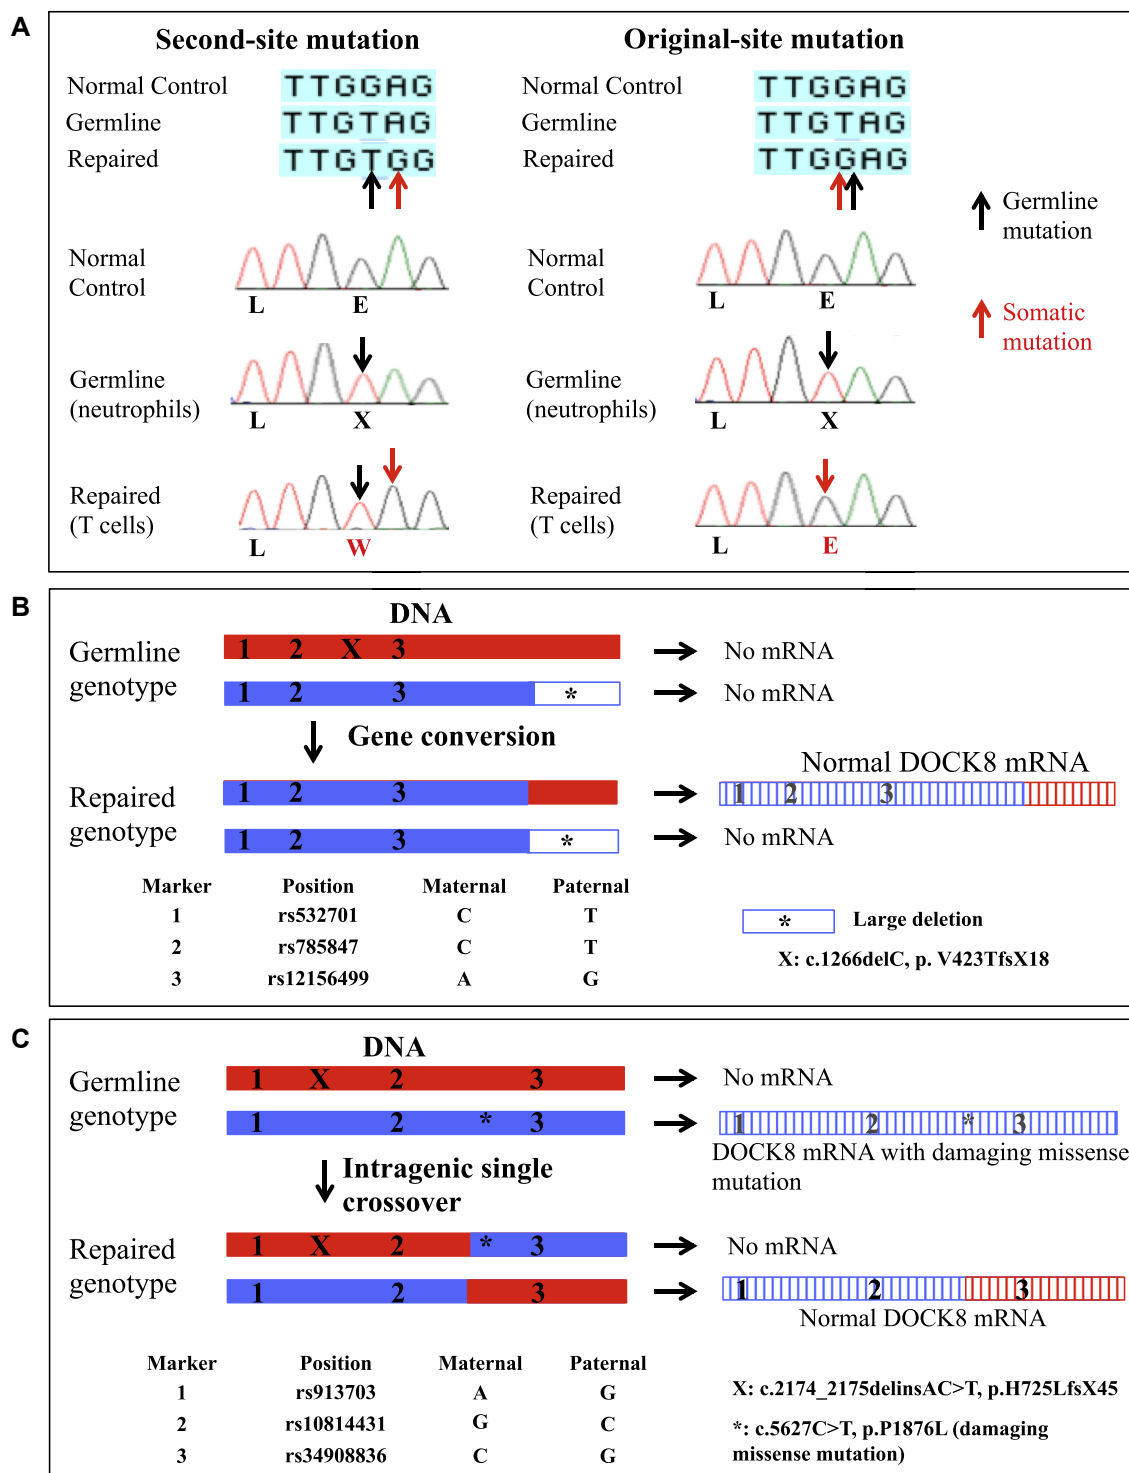 A
Second-site mutation
Original-site mutation
Normal Control
TTGGAG
Germline
TTGTAG
Repaired
TTGTGG
Normal Control
TTGGAG
Germline
TTGTAG
Repaired
TTGGAG
Germline
mutation
Somatic
mutation
Normal
Control
L E
Germline
(neutrophils)
L X
Repaired
(T cells)
L W
Normal
Control
L E
Germline
(neutrophils)
L X
Repaired
(T cells)
L E
B
DNA
Germline
genotype
1 2 X 3
No mRNA
1 2 3 *
No mRNA
Gene conversion
Repaired
genotype
1 2 3
Normal DOCK8 mRNA
1 2 3
1 2 3 *
No mRNA
Marker Position Maternal Paternal
1 rs532701 C T
2 rs785847 C T
3 rs12156499 A G
* Large deletion
X: c.1266delC, p. V423TfsX18
C
DNA
Germline
genotype
1 X 2 3
No mRNA
1 2 * 3
1 2 * 3
DOCK8 mRNA with damaging missense
mutation
Intragenic single
crossover
Repaired
genotype
1 X 2 * 3
No mRNA
1 2 3
1 2 3
Normal DOCK8 mRNA
Marker Position Maternal Paternal
1 rs913703 A G
2 rs10814431 G C
3 rs34908836 C G
X: c.2174_2175delinsAC>T, p.H725LfsX45
*: c.5627C>T, p.P1876L (damaging
missense mutation)